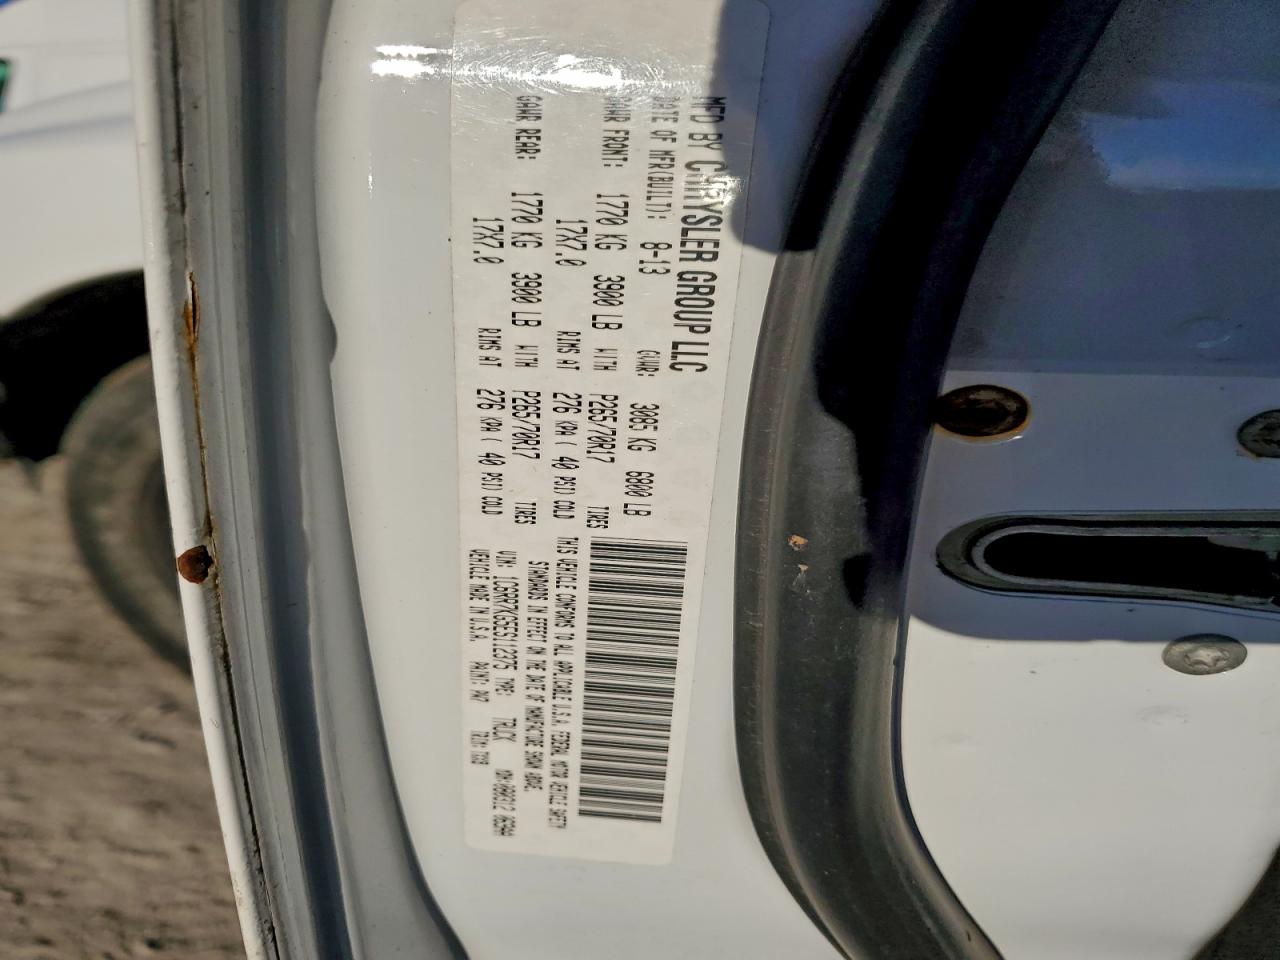 MFD BY CHRYSLER GROUP LLC
DATE OF MFR(BUILT): 8-13 GVWR: 3085 KG 6800 LB
GAWR FRONT: 1770 KG 3900 LB WITH P265/70R17 TIRES
17X7.0 RIMS AT 276 KPA ( 40 PSI) COLD
GAWR REAR: 1770 KG 3900 LB WITH P265/70R17 TIRES
17X7.0 RIMS AT 276 KPA ( 40 PSI) COLD
THIS VEHICLE CONFORMS TO ALL APPLICABLE U.S.A. FEDERAL MOTOR VEHICLE SAFETY
STANDARDS IN EFFECT ON THE DATE OF MANUFACTURE SHOWN ABOVE.
VIN: 1C6RR7XG5ES112375 TYPE: TRUCK
VEHICLE MADE IN U.S.A. PAINT: PW7